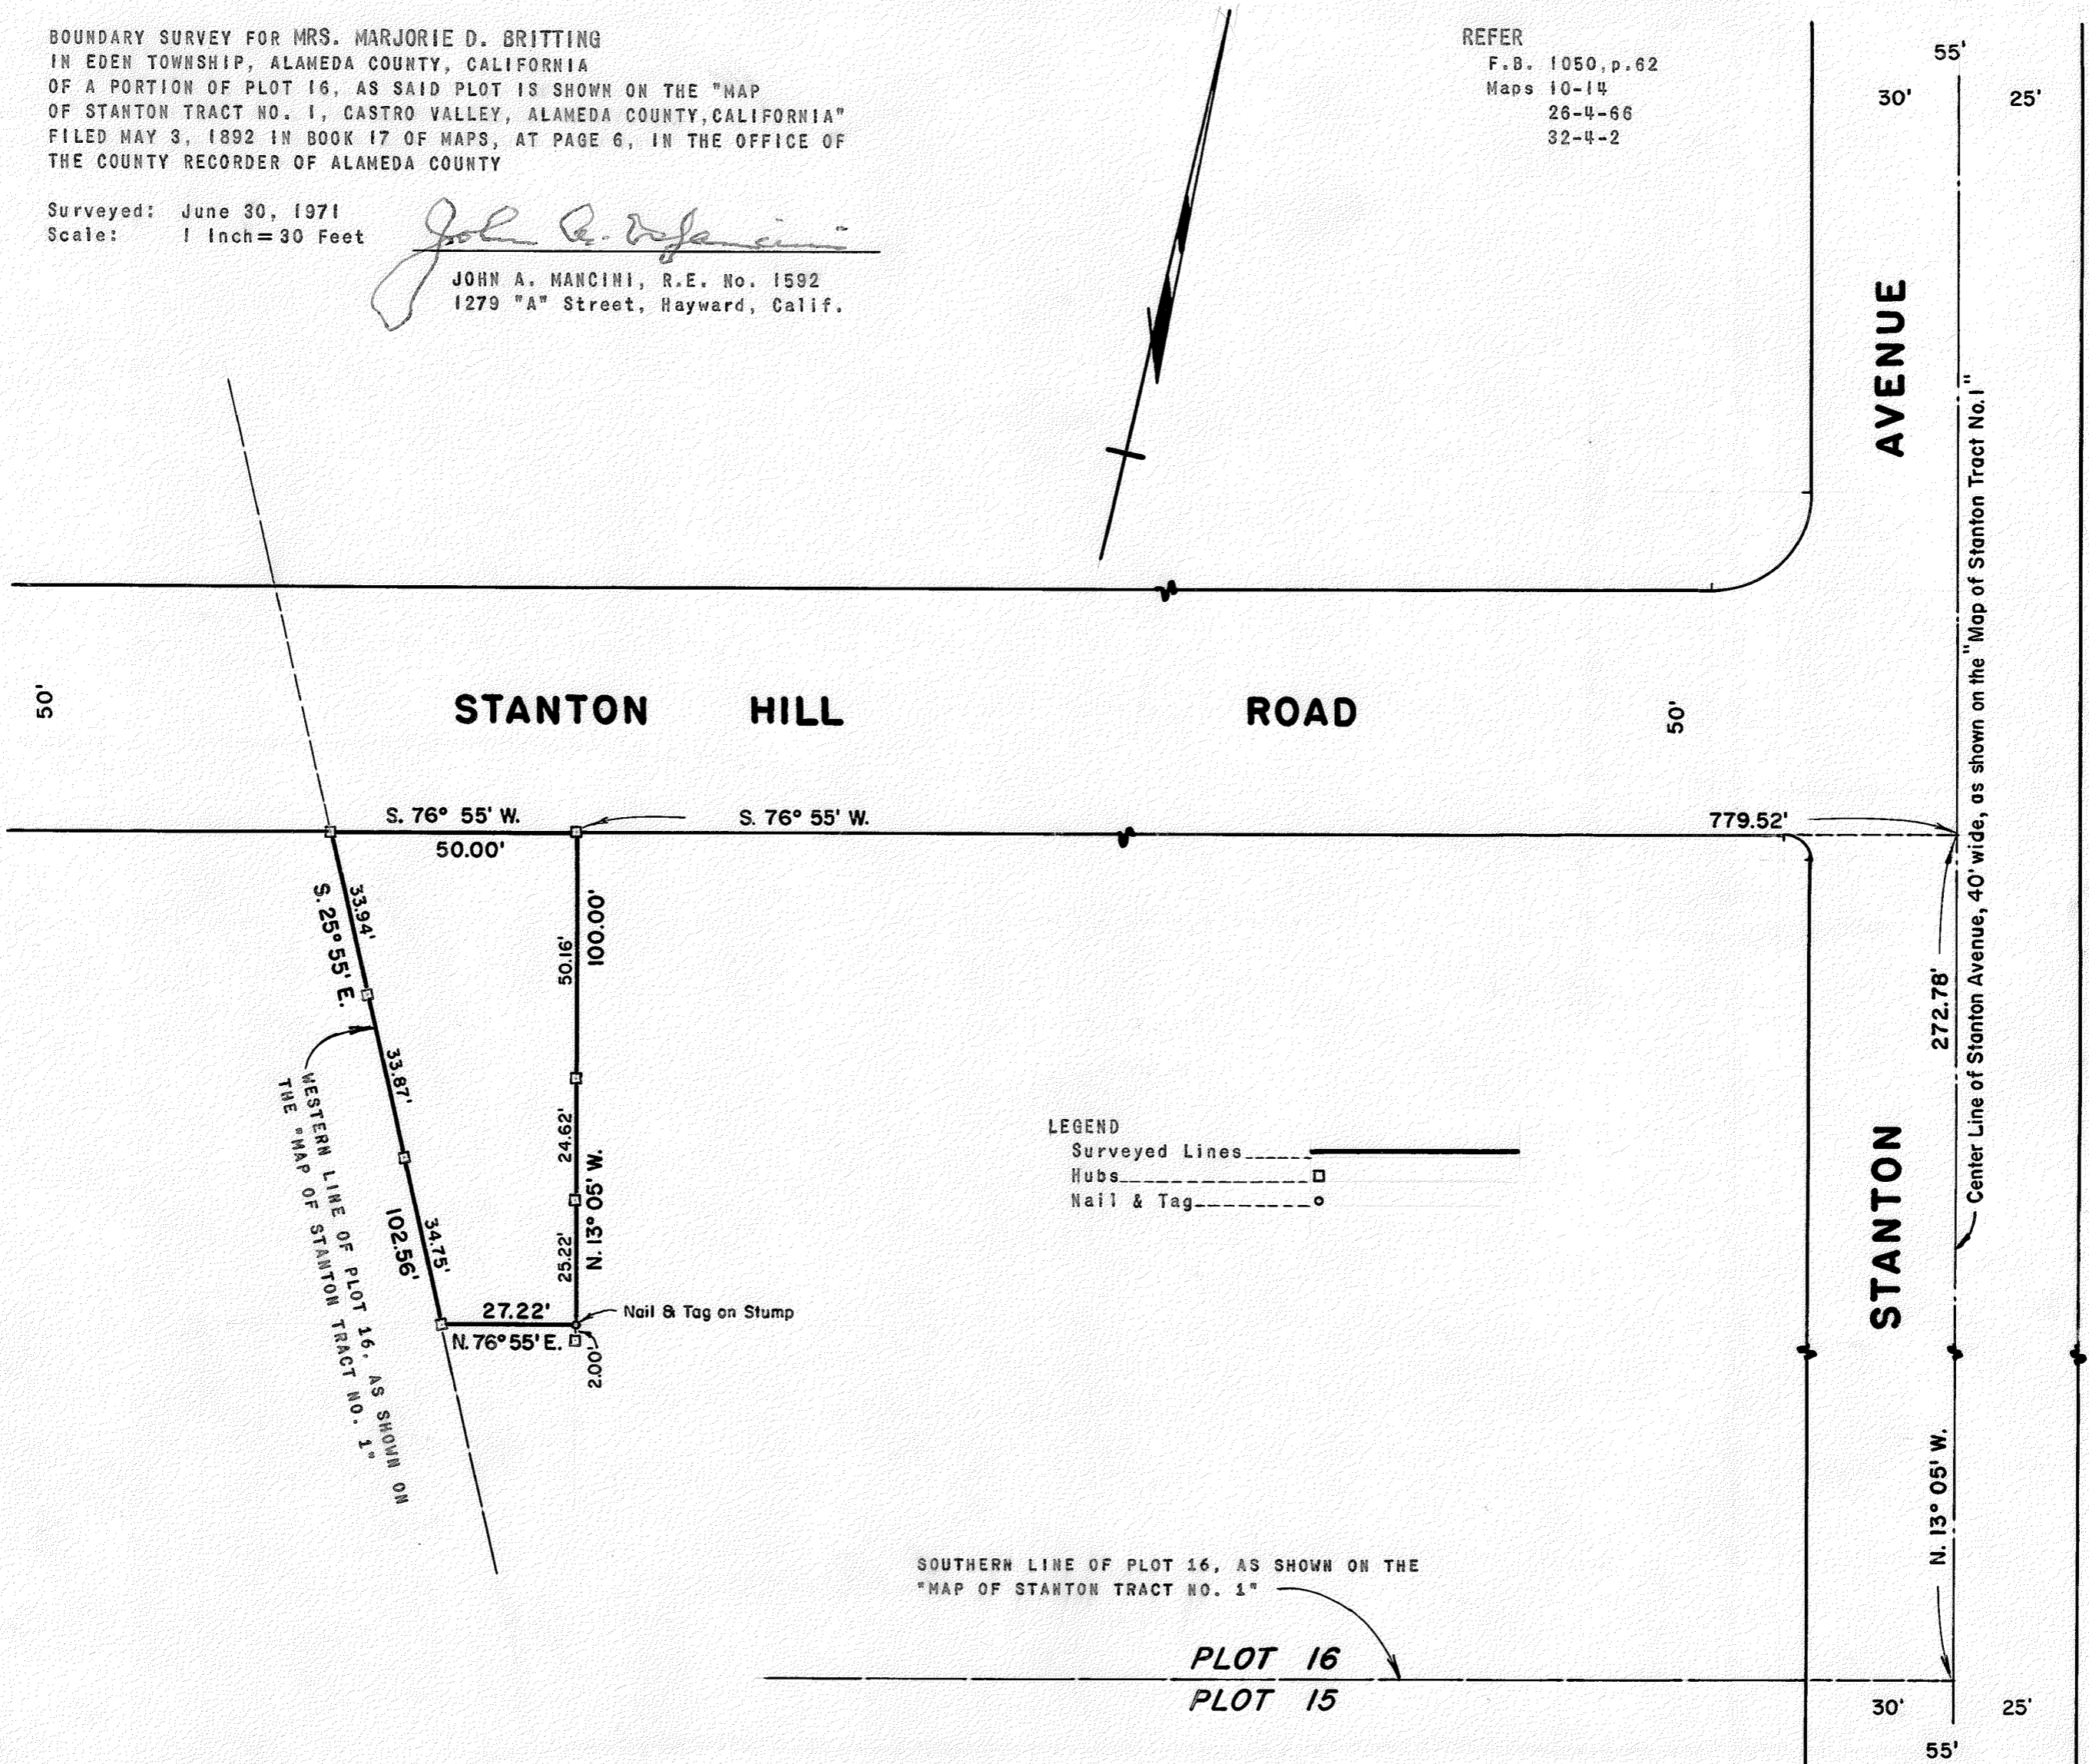 BOUNDARY SURVEY FOR MRS. MARJORIE D. BRITTING
IN EDEN TOWNSHIP, ALAMEDA COUNTY, CALIFORNIA
OF A PORTION OF PLOT 16, AS SAID PLOT IS SHOWN ON THE "MAP
OF STANTON TRACT NO. 1, CASTRO VALLEY, ALAMEDA COUNTY,CALIFORNIA"
FILED MAY 3, 1892 IN BOOK 17 OF MAPS, AT PAGE 6, IN THE OFFICE OF
THE COUNTY RECORDER OF ALAMEDA COUNTY
Surveyed: June 30, 1971
Scale: 1 Inch=30 Feet
JOHN A. MANCINI, R.E. No. 1592
1279 "A" Street, Hayward, Calif.
REFER
F.B. 1050,p.62
Maps 10-14
26-4-66
32-4-2
55'
30' 25'
AVENUE
Center Line of Stanton Avenue, 40' wide, as shown on the "Map of Stanton Tract No.1"
50'
STANTON HILL ROAD
50'
S. 76° 55' W.
50.00'
S. 76° 55' W.
779.52'
S. 25° 55' E.
33.94'
33.87'
34.75'
102.56'
100.00'
50.16'
24.62'
25.22'
N. 13° 05' W.
27.22'
N. 76° 55' E.
Nail & Tag on Stump
2.00'
WESTERN LINE OF PLOT 16, AS SHOWN ON
THE "MAP OF STANTON TRACT NO. 1"
LEGEND
Surveyed Lines
Hubs
Nail & Tag
272.78'
STANTON
N. 13° 05' W.
SOUTHERN LINE OF PLOT 16, AS SHOWN ON THE
"MAP OF STANTON TRACT NO. 1"
PLOT 16
PLOT 15
30' 25'
55'